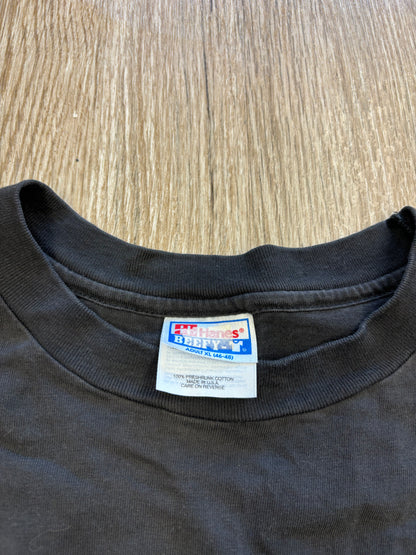 Hanes®
BEEFY-T®
ADULT XL (46-48)
100% PRESHRUNK COTTON
MADE IN U.S.A.
CARE ON REVERSE